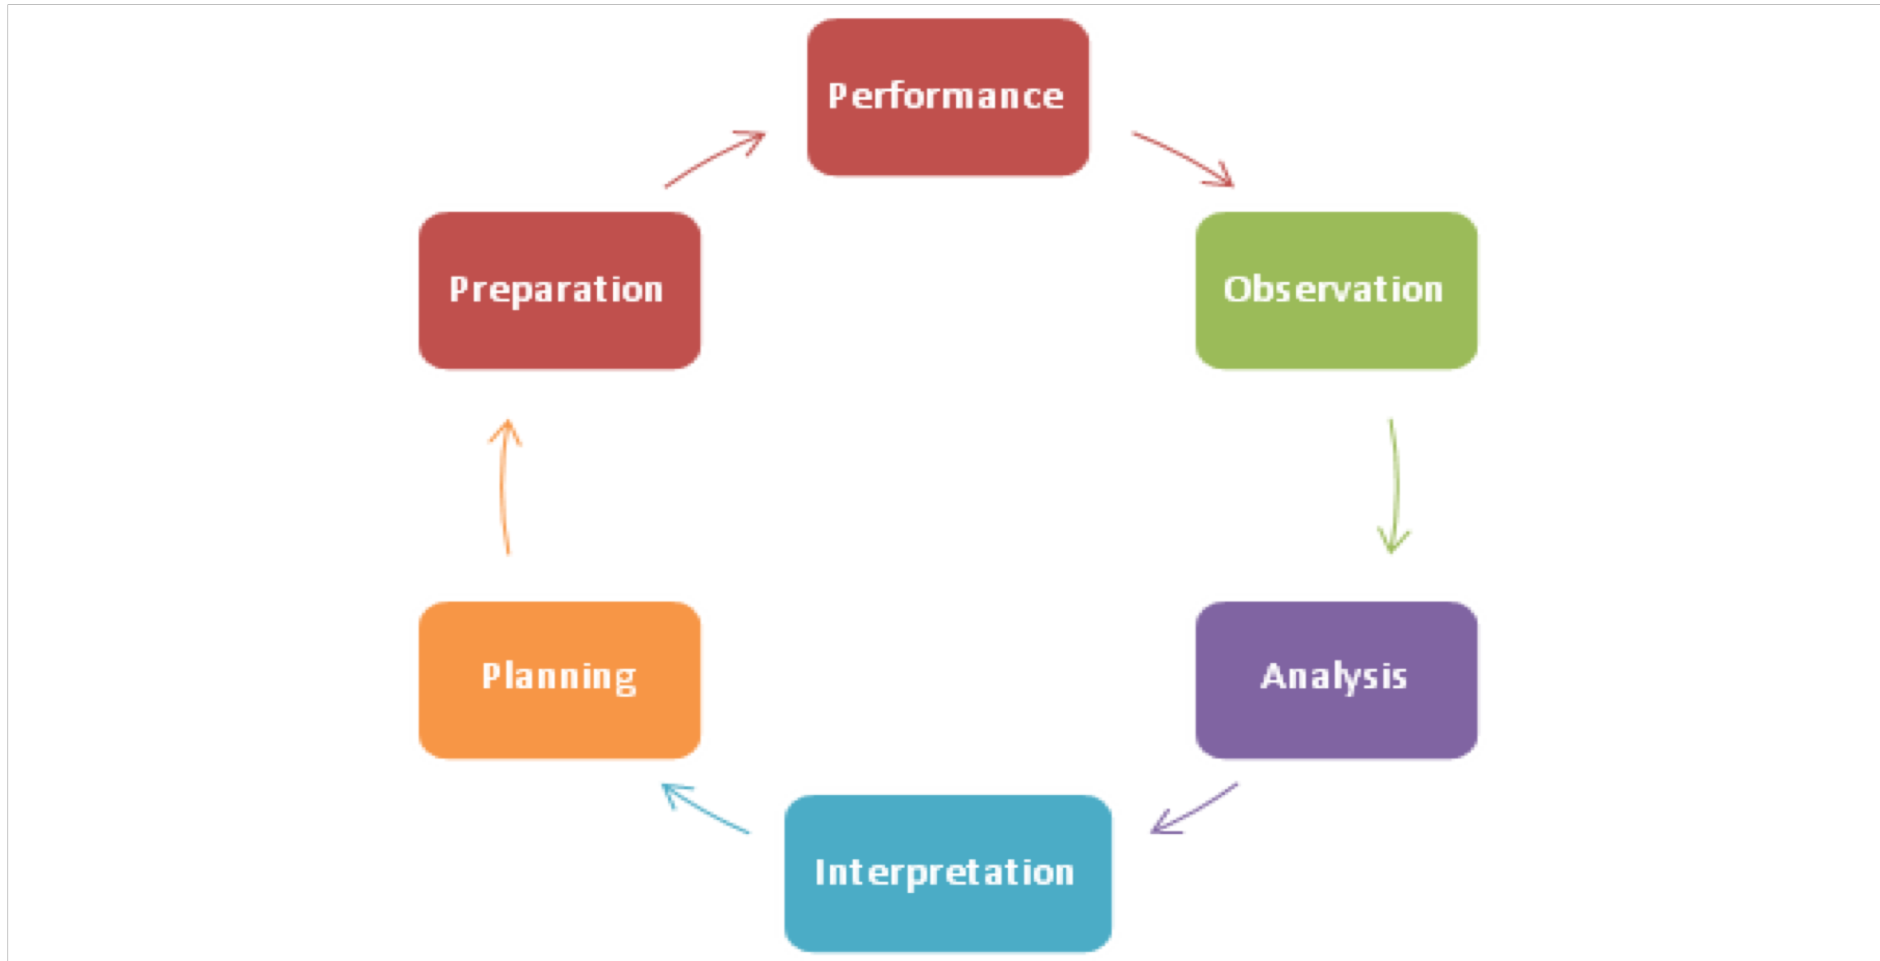 Performance
Observation
Analysis
Interpretation
Planning
Preparation